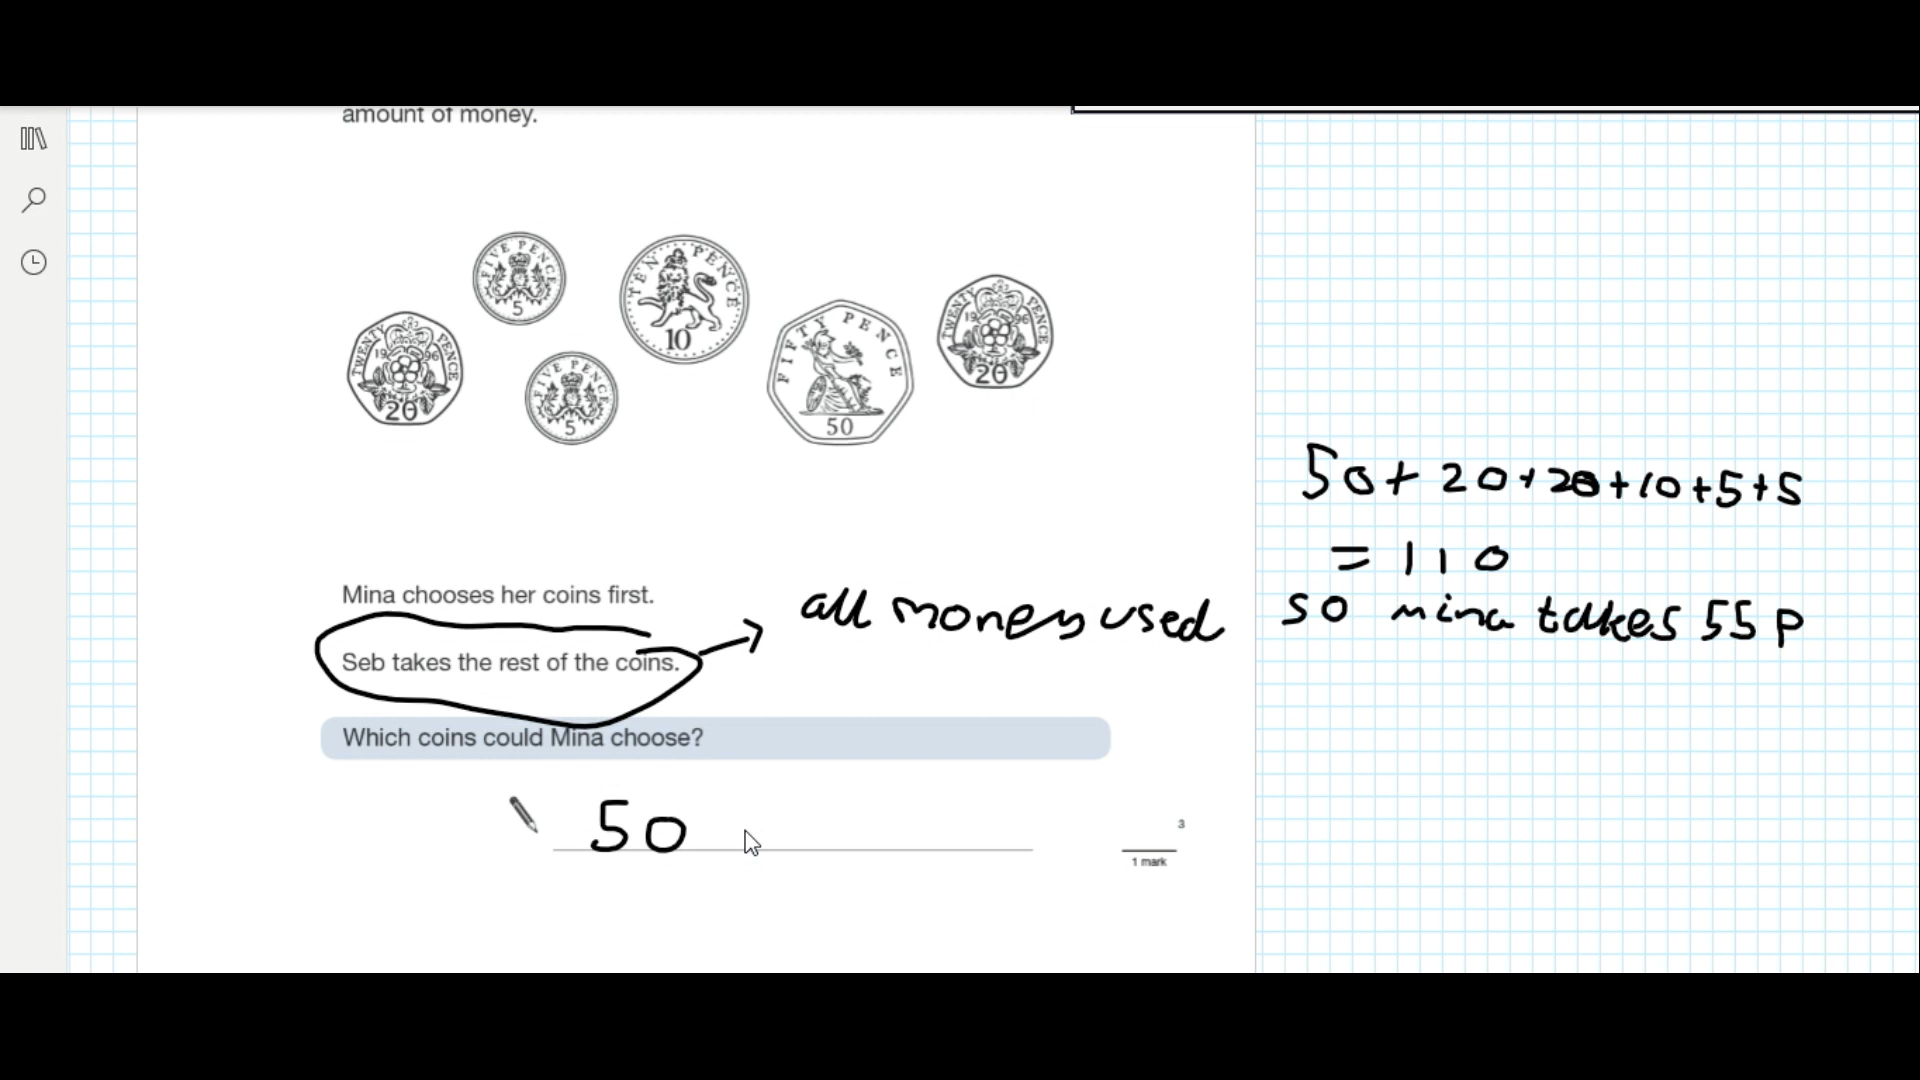 amount of money.
FIVE PENCE
5
TEN PENCE
10
TWENTY PENCE
1996
20
FIVE PENCE
5
FIFTY PENCE
50
TWENTY PENCE
1996
20
50+20+20+10+5+5
=110
Mina chooses her coins first.
all money used
so mina takes 55p
Seb takes the rest of the coins.
Which coins could Mina choose?
50
3
1 mark